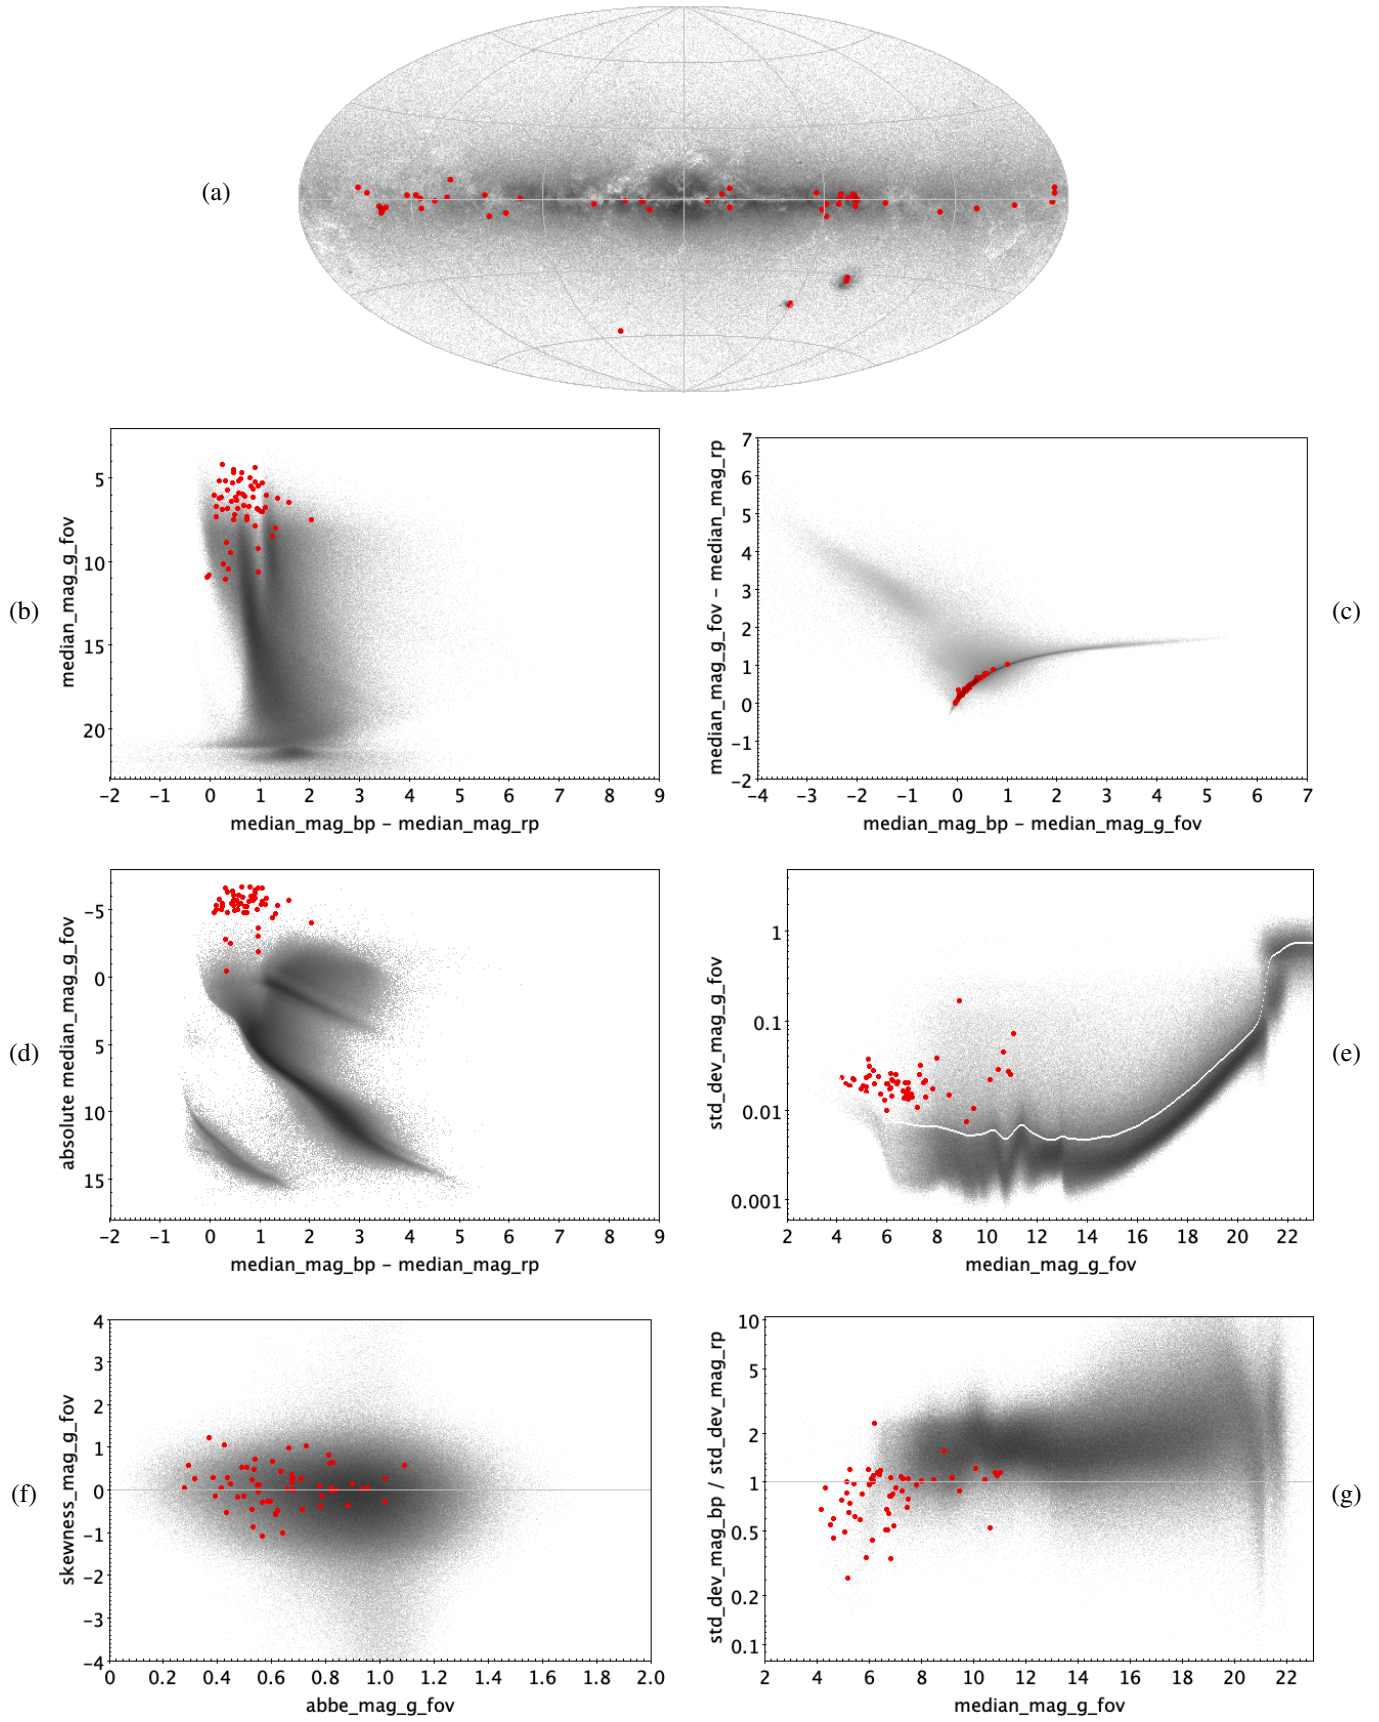 (a)
(b)
median_mag_g_fov
5
10
15
20
−2 −1 0 1 2 3 4 5 6 7 8 9
median_mag_bp − median_mag_rp
(c)
median_mag_g_fov − median_mag_rp
7
6
5
4
3
2
1
0
−1
−2
−4 −3 −2 −1 0 1 2 3 4 5 6 7
median_mag_bp − median_mag_g_fov
(d)
absolute median_mag_g_fov
−5
0
5
10
15
−2 −1 0 1 2 3 4 5 6 7 8 9
median_mag_bp − median_mag_rp
(e)
std_dev_mag_g_fov
1
0.1
0.01
0.001
2 4 6 8 10 12 14 16 18 20 22
median_mag_g_fov
(f)
skewness_mag_g_fov
4
3
2
1
0
−1
−2
−3
−4
0 0.2 0.4 0.6 0.8 1.0 1.2 1.4 1.6 1.8 2.0
abbe_mag_g_fov
(g)
std_dev_mag_bp / std_dev_mag_rp
10
5
2
1
0.5
0.2
0.1
2 4 6 8 10 12 14 16 18 20 22
median_mag_g_fov